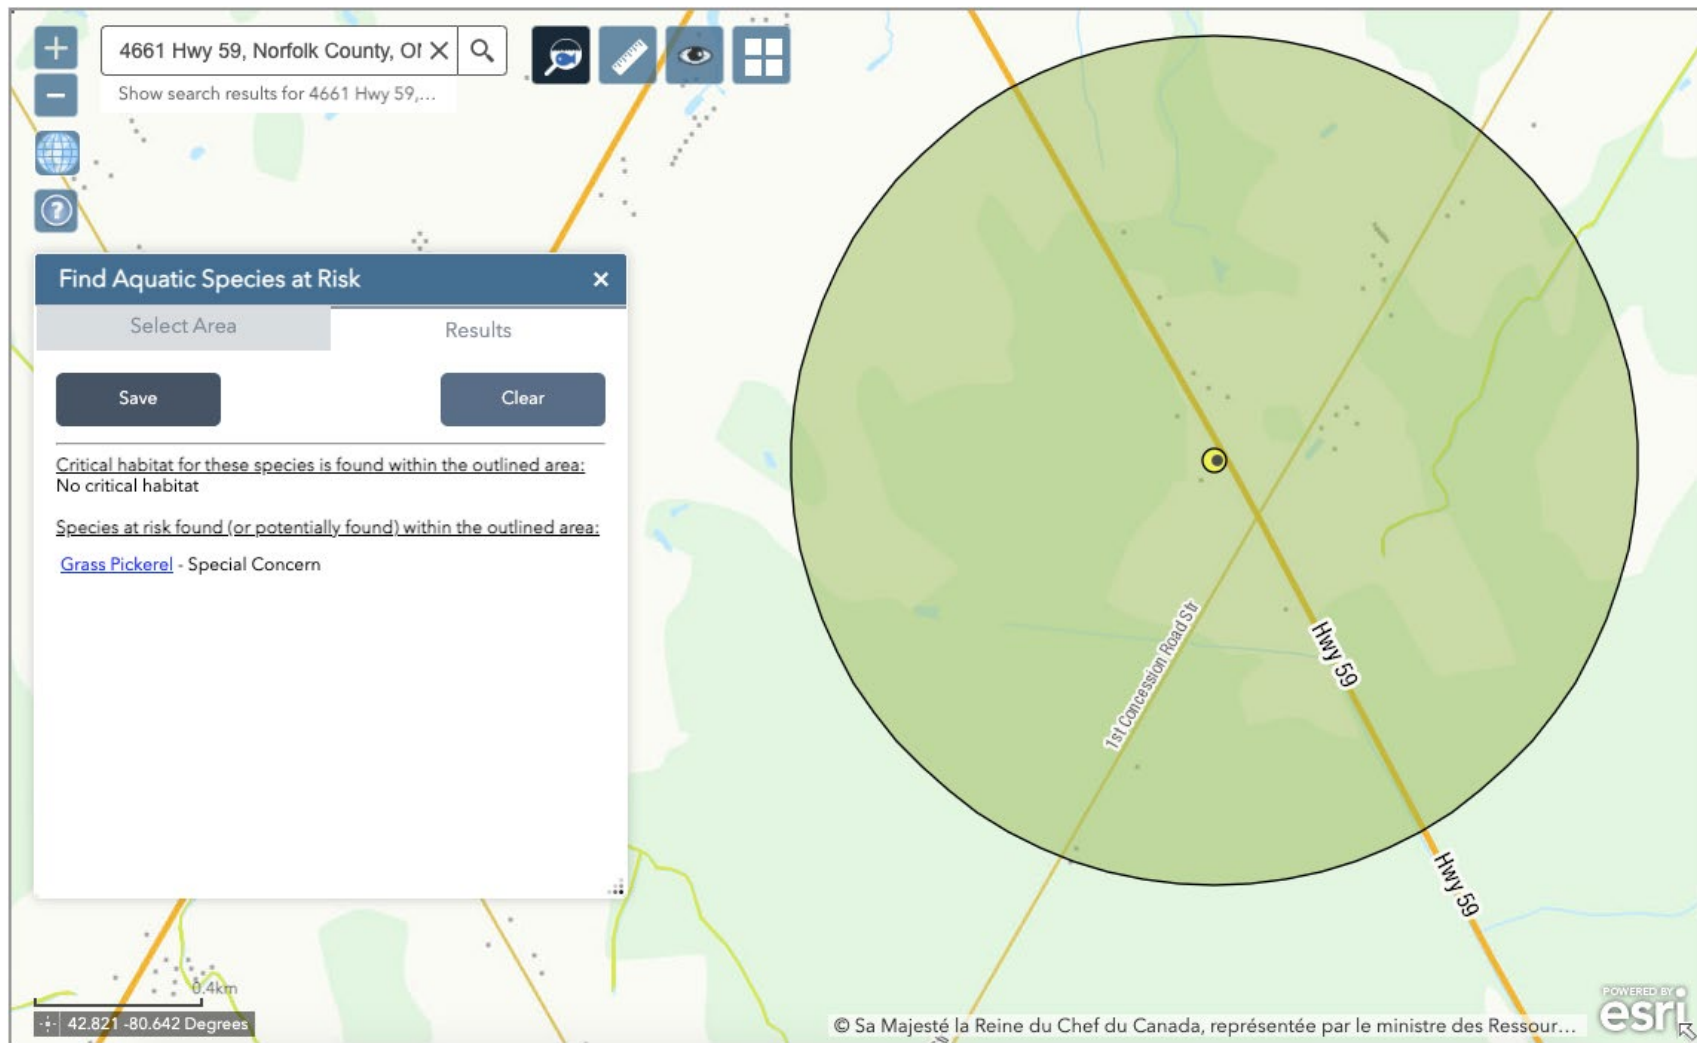 +
4661 Hwy 59, Norfolk County, ON
Show search results for 4661 Hwy 59,...
−
?
Find Aquatic Species at Risk
Select Area
Results
Save
Clear
Critical habitat for these species is found within the outlined area:
No critical habitat
Species at risk found (or potentially found) within the outlined area:
Grass Pickerel - Special Concern
1st Concession Road Str
Hwy 59
Hwy 59
0.4km
42.821 -80.642 Degrees
© Sa Majesté la Reine du Chef du Canada, représentée par le ministre des Ressour...
POWERED BY
esri